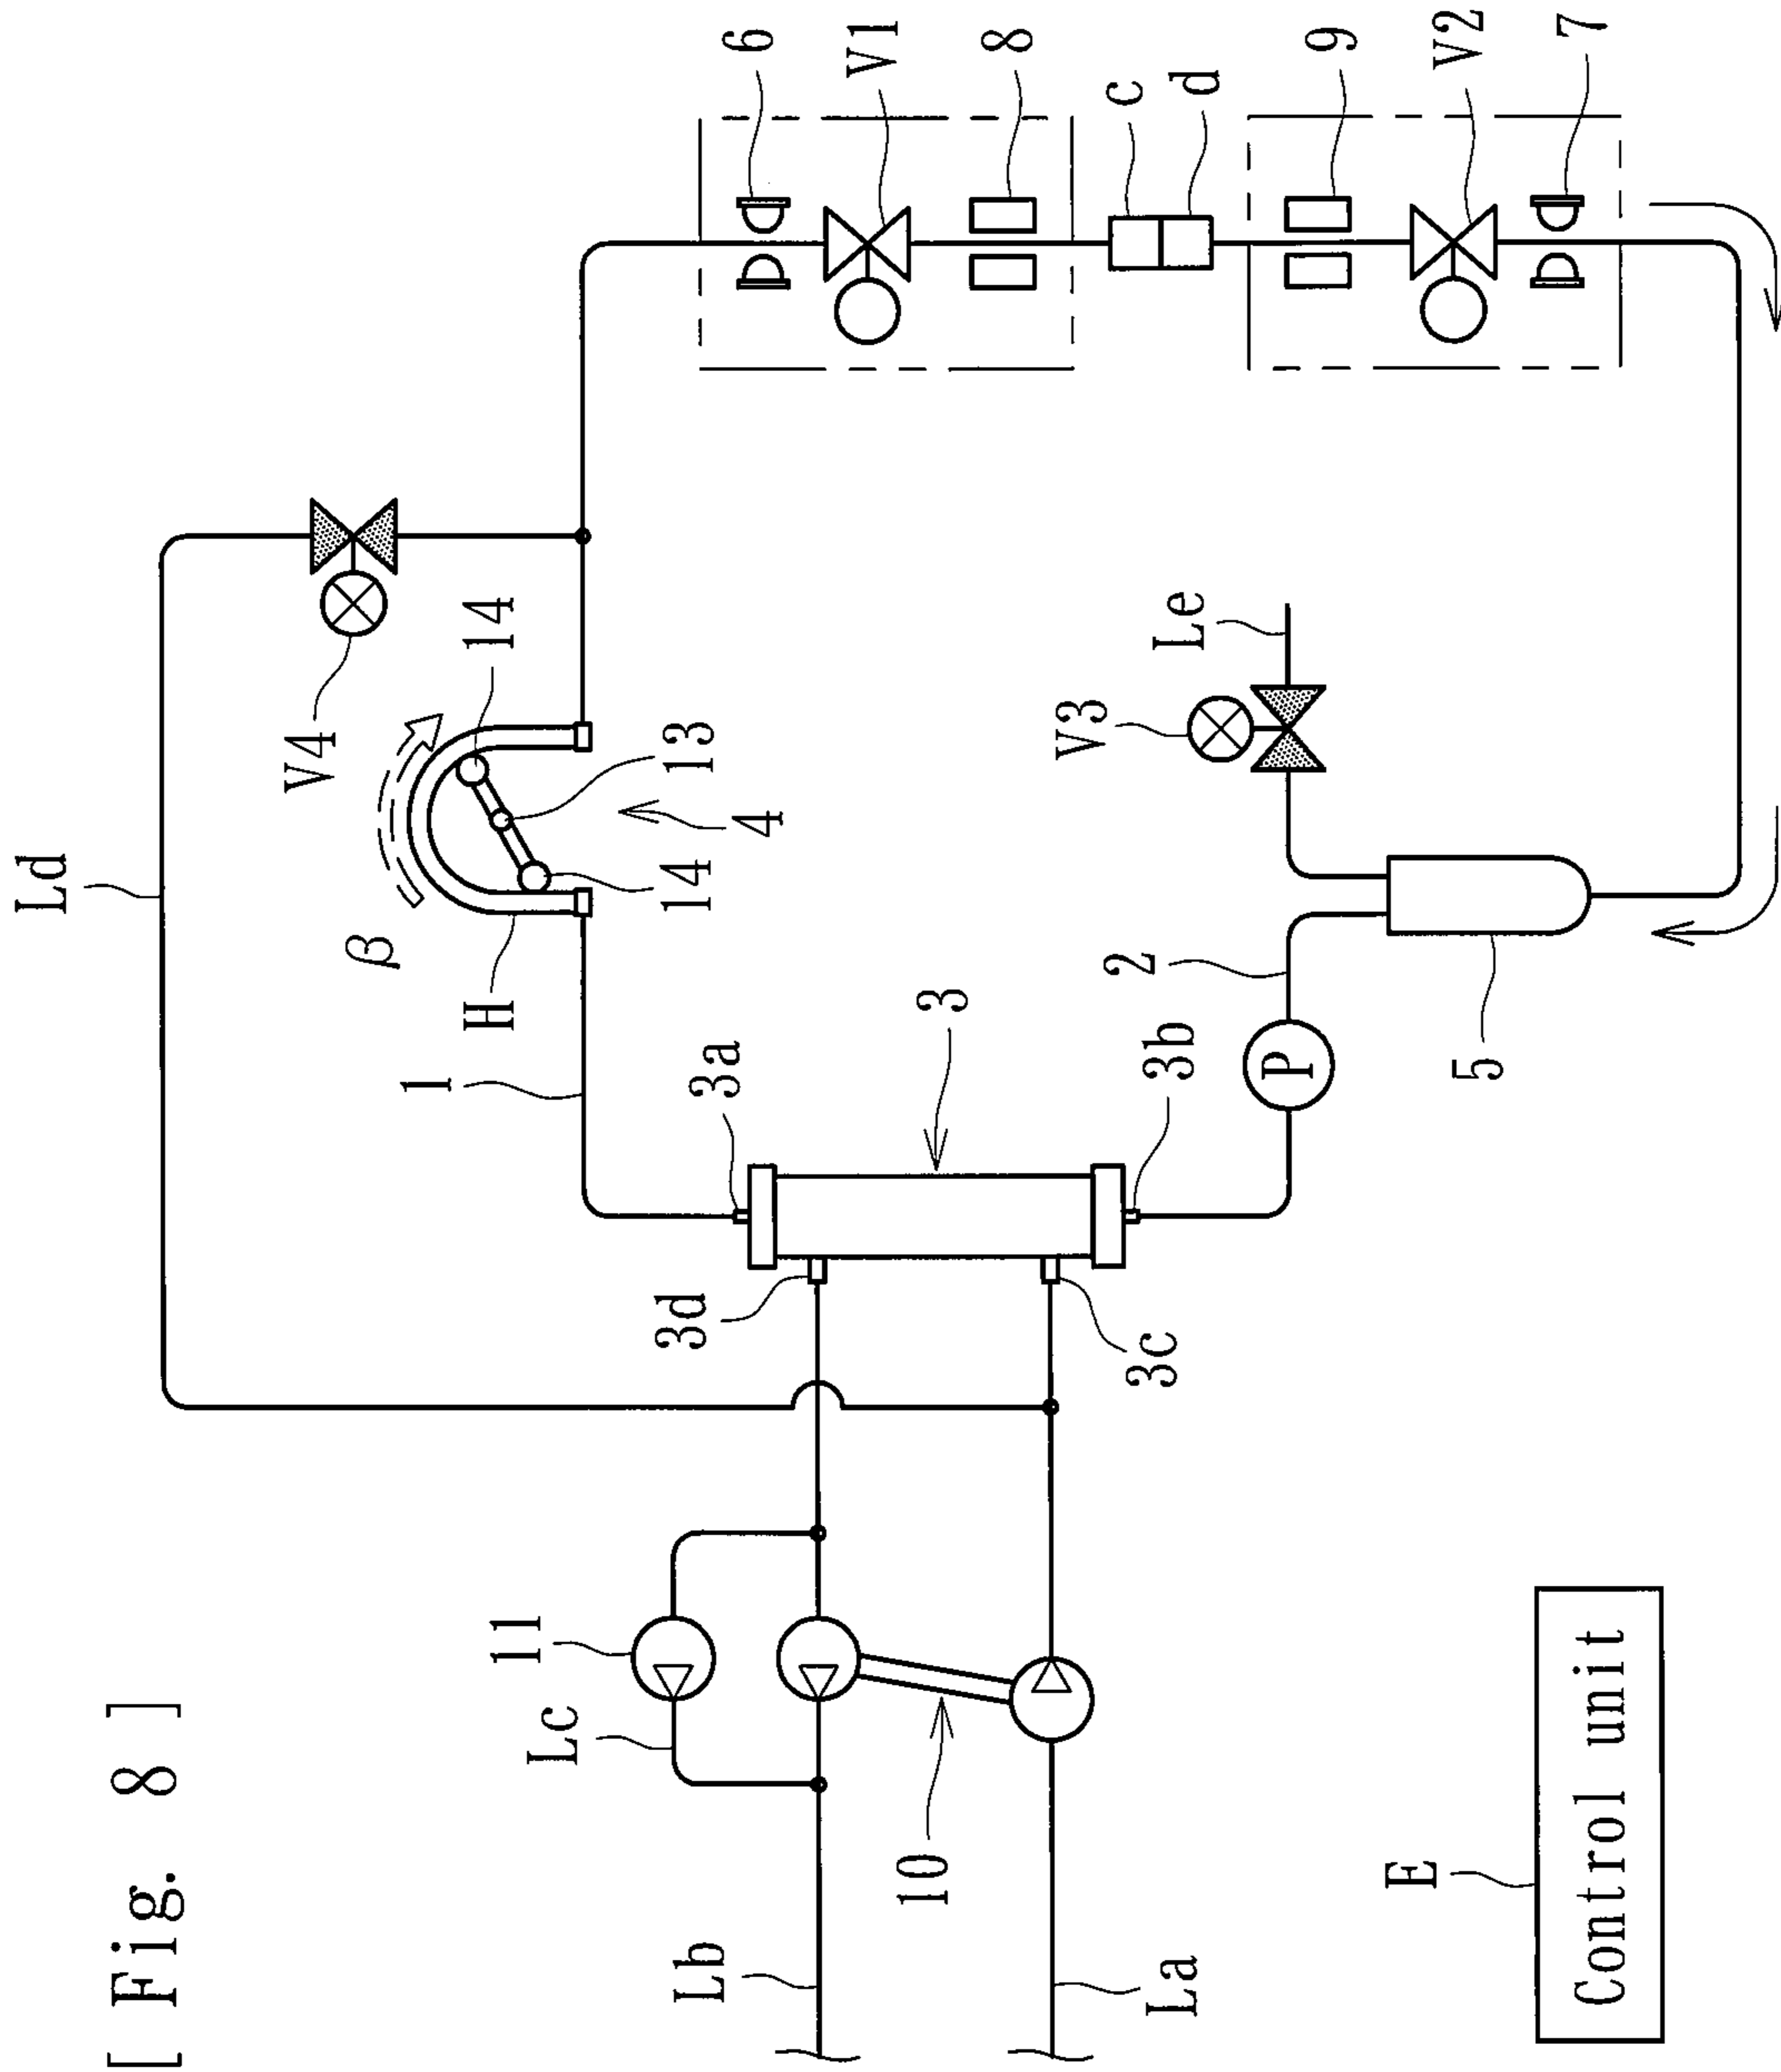 [ Fig. 8 ]
Ld
V4
14
13
14
4
β
H
1
3a
3
3b
3d
3c
P
2
5
V3
Le
6
V1
8
c
d
9
V2
7
11
Lc
10
Lb
La
E
Control unit